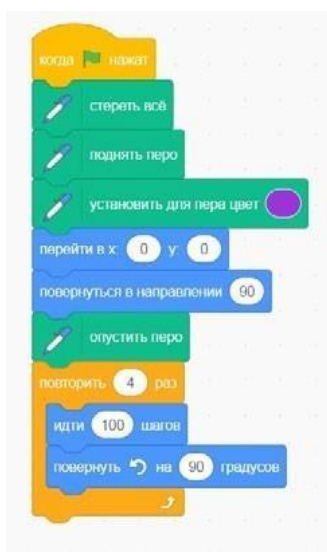 когда нажат
стереть всё
поднять перо
установить для пера цвет
перейти в x: 0 y: 0
повернуться в направлении 90
опустить перо
повторить 4 раз
идти 100 шагов
повернуть на 90 градусов